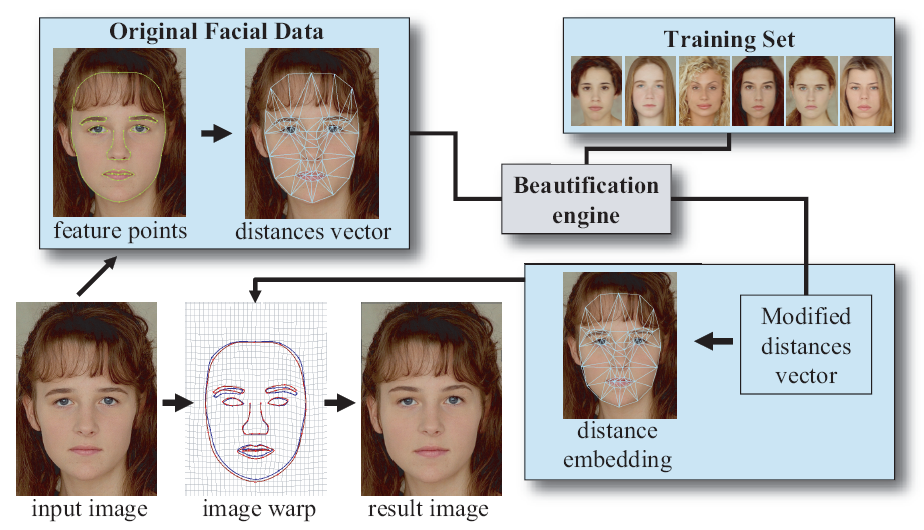 Original Facial Data
feature points
distances vector
Training Set
Beautification
engine
Modified
distances
vector
distance
embedding
input image
image warp
result image